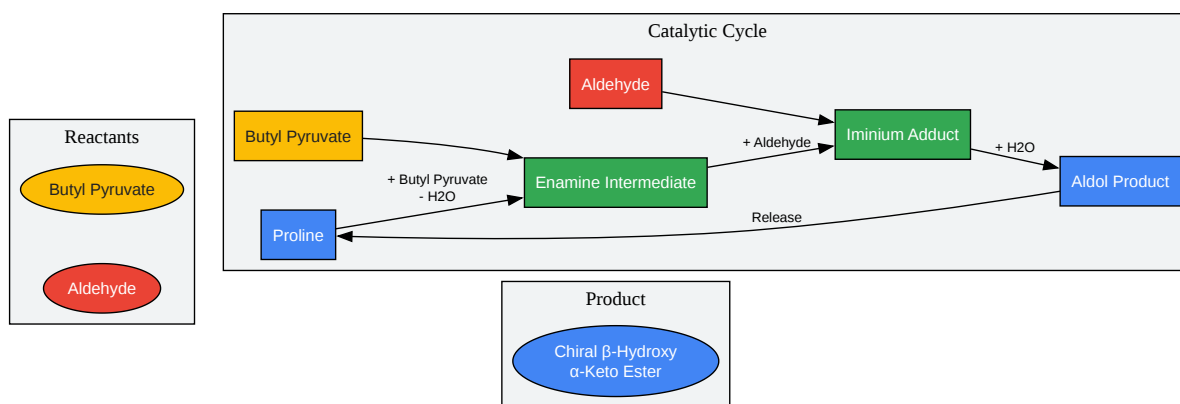 Reactants
Butyl Pyruvate
Aldehyde
Catalytic Cycle
Aldehyde
Butyl Pyruvate
Iminium Adduct
+ Aldehyde
+ H2O
+ Butyl Pyruvate
- H2O
Enamine Intermediate
Aldol Product
Proline
Release
Product
Chiral β-Hydroxy
α-Keto Ester